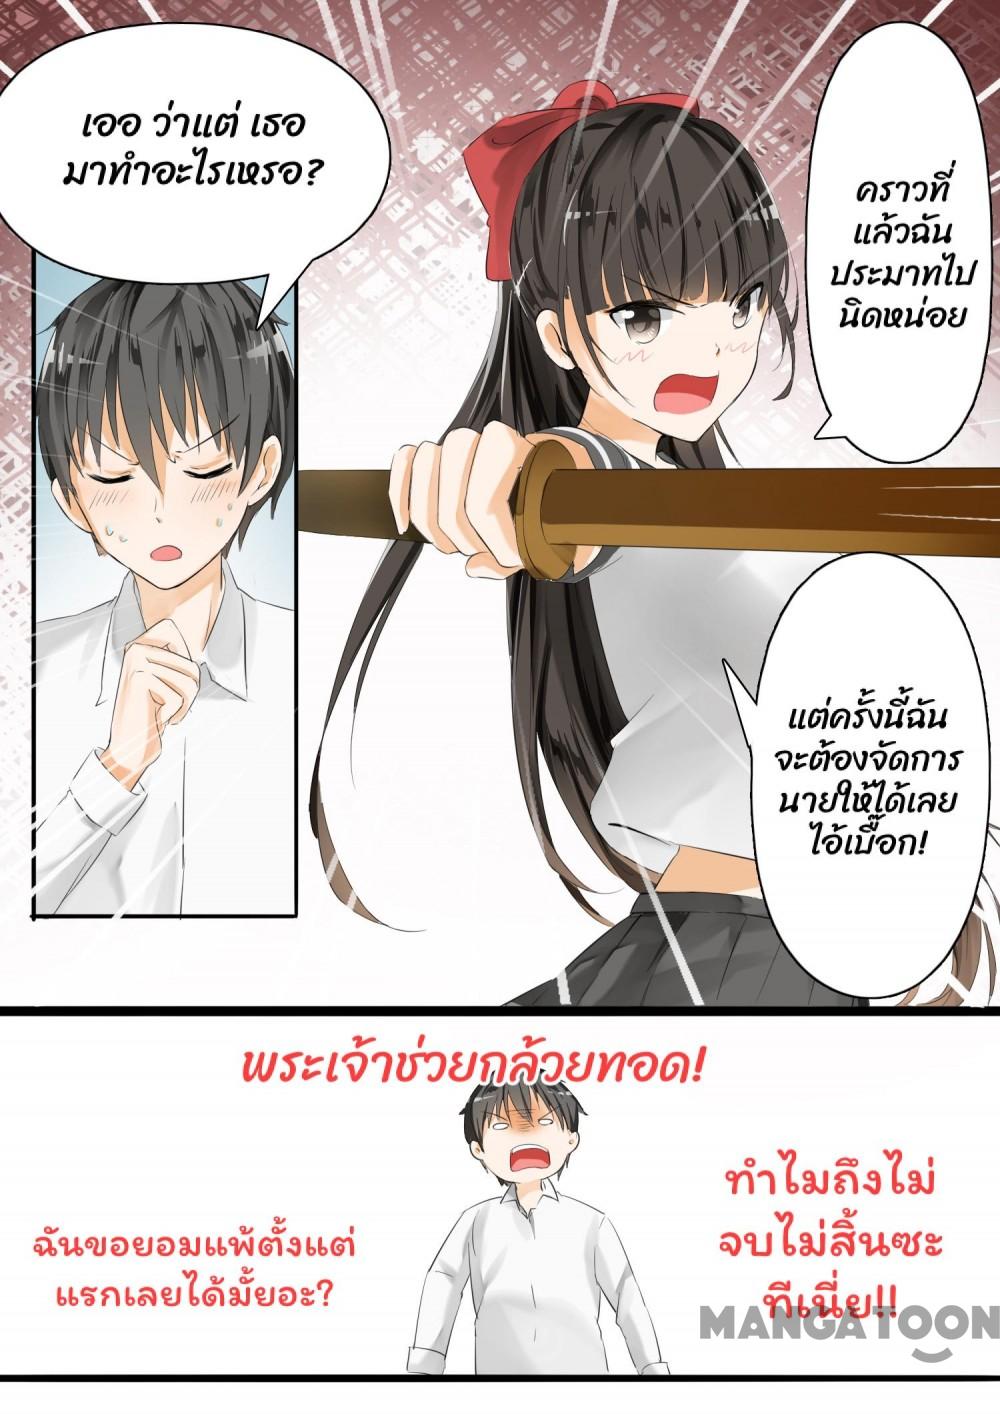 เออ ว่าแต่ เธอ
มาทำอะไรเหรอ?
คราวที่
แล้วฉัน
ประมาทไป
นิดหน่อย
แต่ครั้งนี้ฉัน
จะต้องจัดการ
นายให้ได้เลย
ไอ้เบื๊อก!
พระเจ้าช่วยกล้วยทอด!
ฉันขอยอมแพ้ตั้งแต่
แรกเลยได้มั้ยอะ?
ทำไมถึงไม่
จบไม่สิ้นซะ
ทีเนี่ย!!
MANGATOON